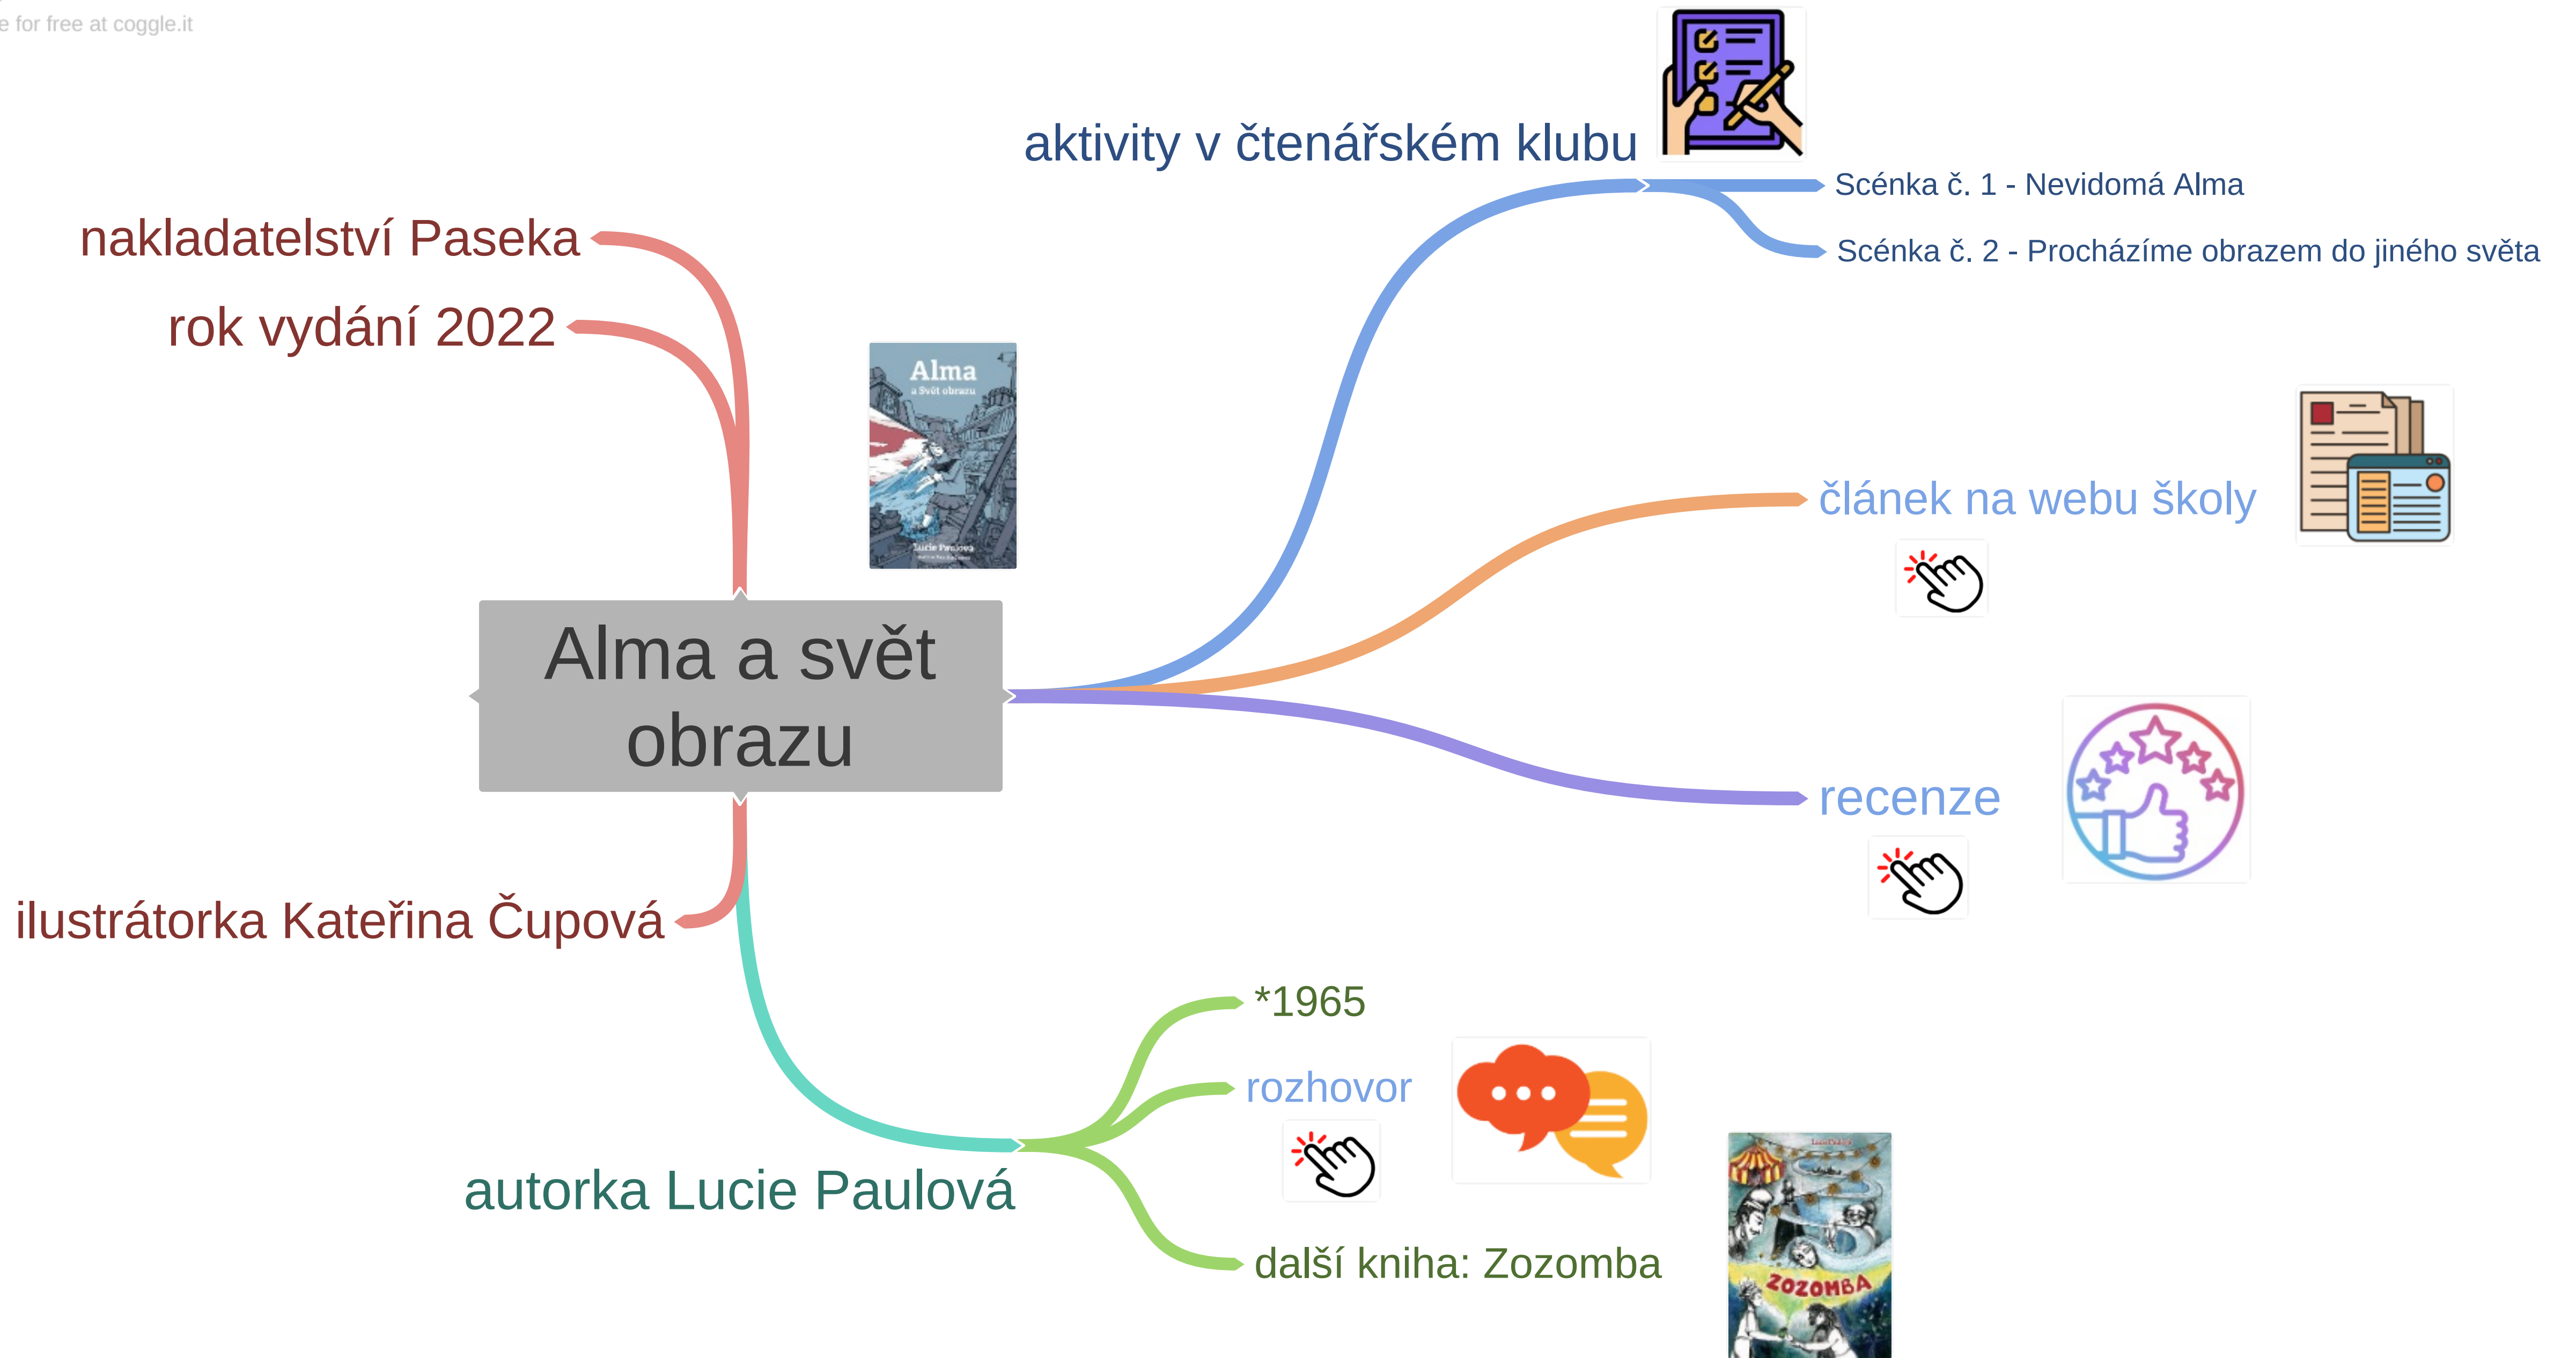 e for free at coggle.it
aktivity v čtenářském klubu
Scénka č. 1 - Nevidomá Alma
Scénka č. 2 - Procházíme obrazem do jiného světa
nakladatelství Paseka
rok vydání 2022
Alma
a Svět obrazu
Lucie Paulová
článek na webu školy
Alma a svět
obrazu
recenze
ilustrátorka Kateřina Čupová
*1965
rozhovor
autorka Lucie Paulová
další kniha: Zozomba
Lucie Paulová
ZOZOMBA